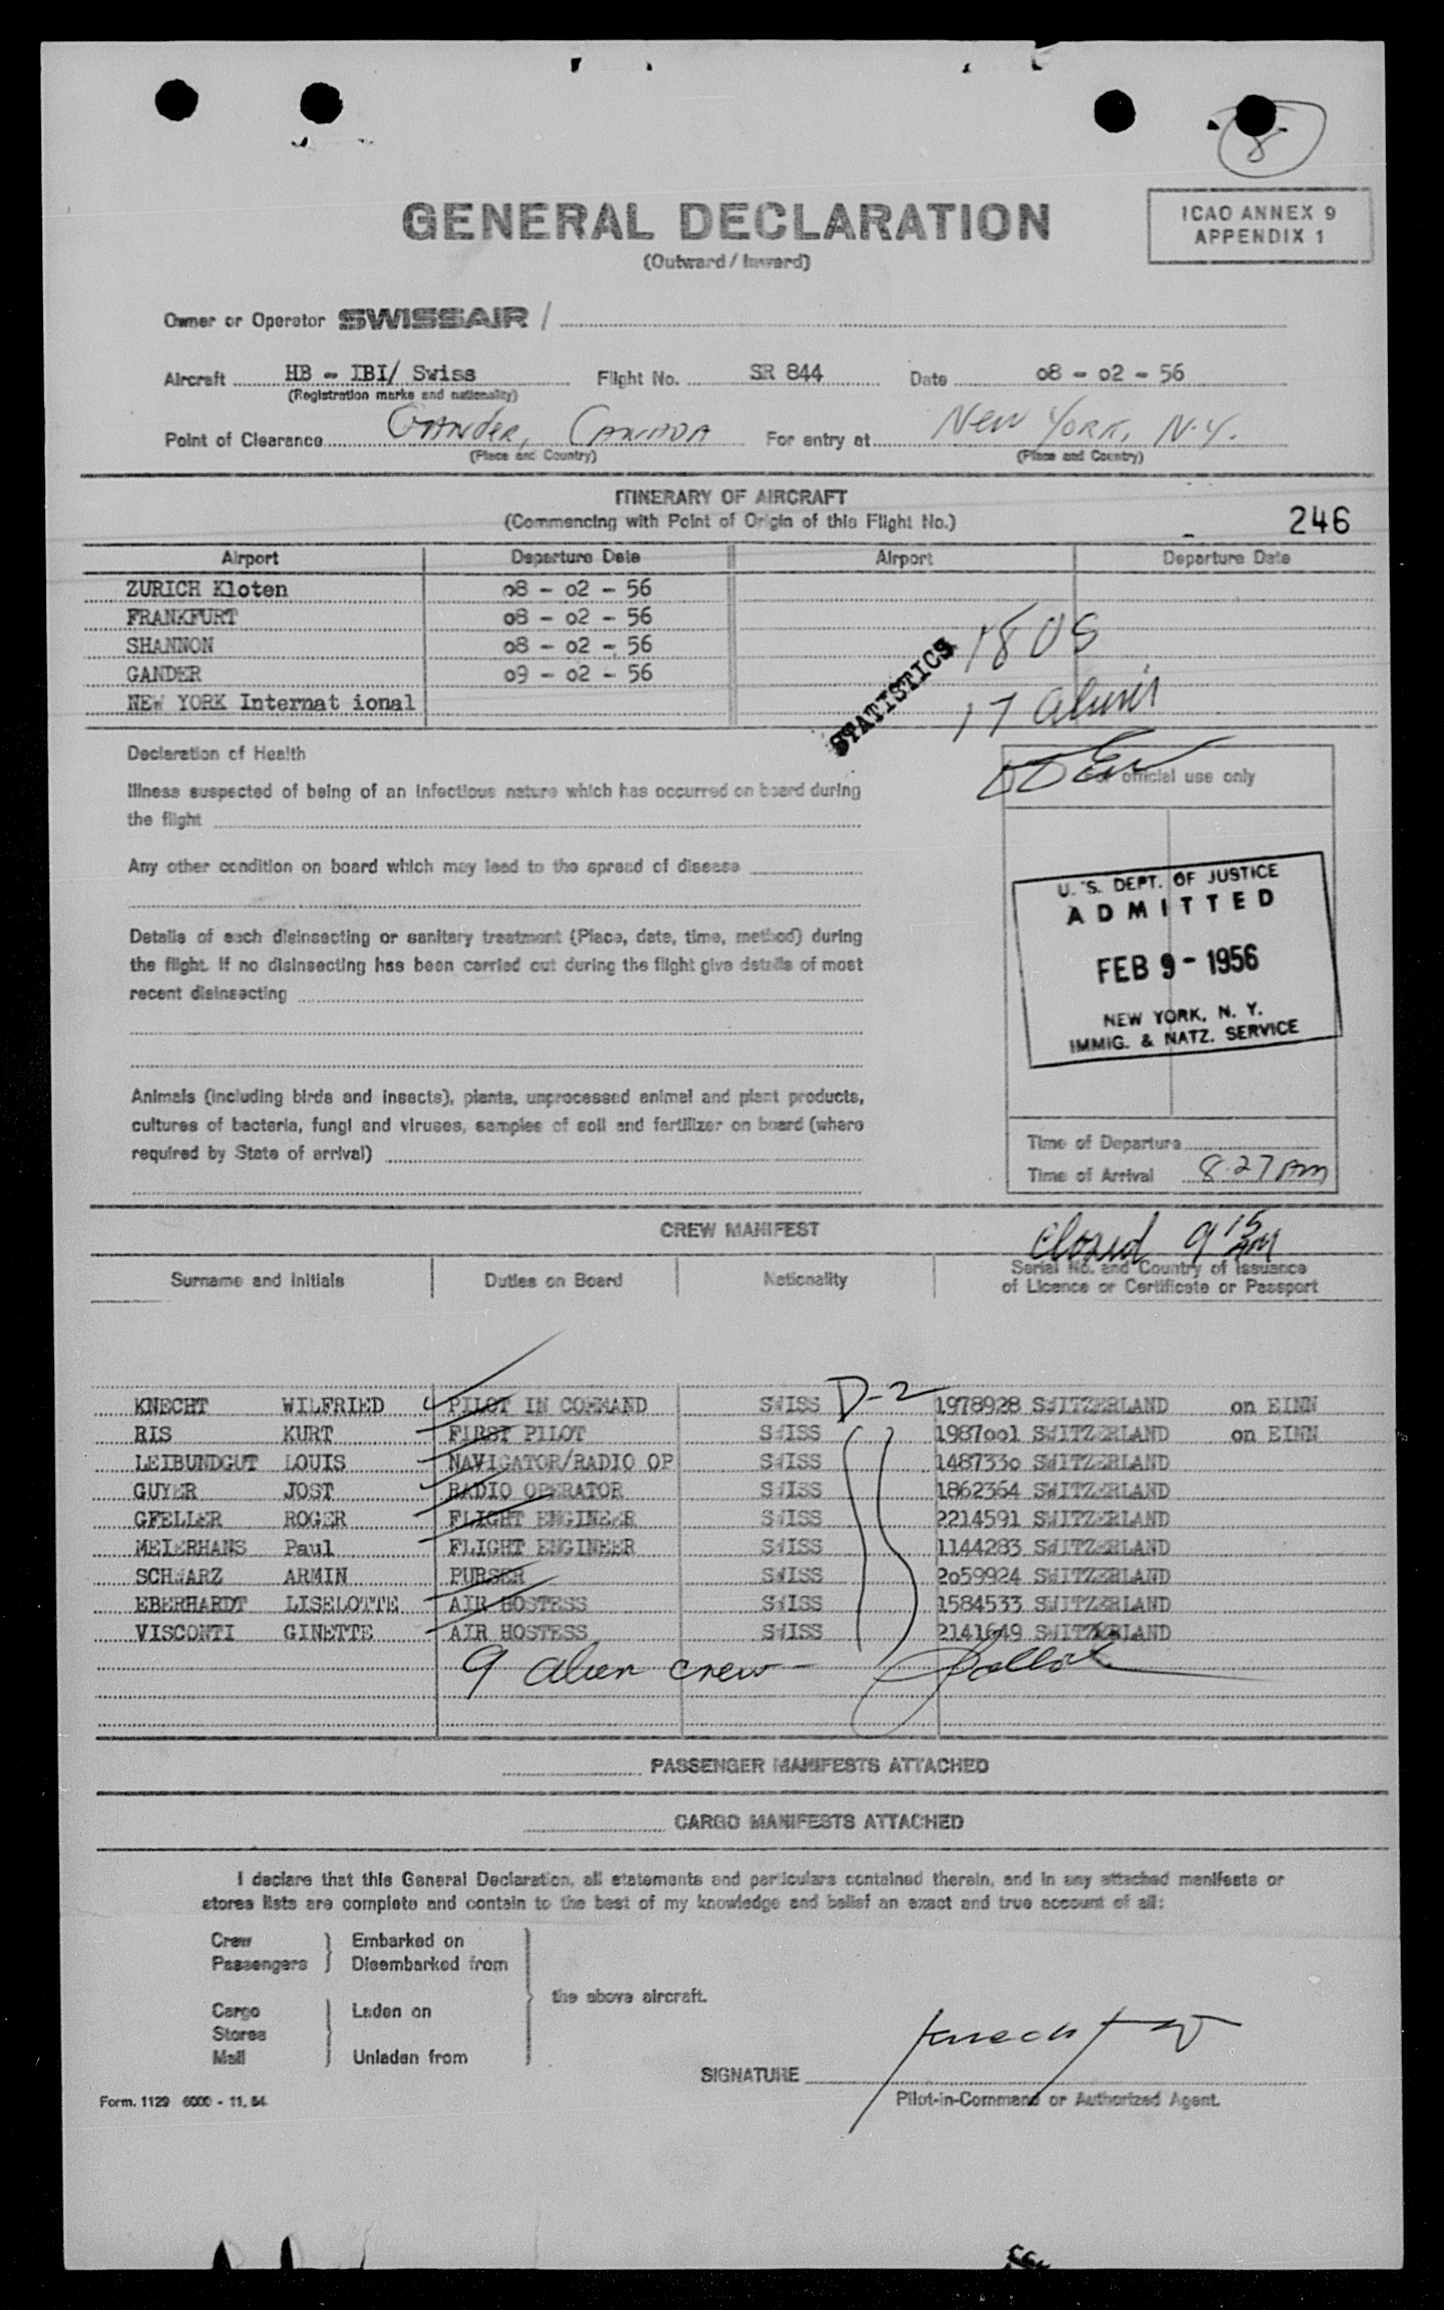 8
GENERAL DECLARATION
(Outward / Inward)
ICAO ANNEX 9
APPENDIX 1
Owner or Operator SWISSAIR /
Aircraft HB - IBI/ Swiss Flight No. SR 844 Date o8 - o2 - 56
(Registration marks and nationality)
Point of Clearance Gander, Canada For entry at New York, N.Y.
(Place and Country) (Place and Country)
ITINERARY OF AIRCRAFT
(Commencing with Point of Origin of this Flight No.)
246
Airport Departure Date Airport Departure Date
ZURICH Kloten o8 - o2 - 56
FRANKFURT o8 - o2 - 56
SHANNON o8 - o2 - 56
GANDER o9 - o2 - 56
NEW YORK Internat ional
STATISTICS
18 US
17 aliens
Declaration of Health
Illness suspected of being of an infectious nature which has occurred on board during
the flight
Any other condition on board which may lead to the spread of disease
Details of each disinsecting or sanitary treatment (Place, date, time, method) during
the flight. If no disinsecting has been carried out during the flight give details of most
recent disinsecting
Animals (including birds and insects), plants, unprocessed animal and plant products,
cultures of bacteria, fungi and viruses, samples of soil and fertilizer on board (where
required by State of arrival)
official use only
U. S. DEPT. OF JUSTICE
ADMITTED
FEB 9 - 1956
NEW YORK, N. Y.
IMMIG. & NATZ. SERVICE
Time of Departure
Time of Arrival 8.27 AM
CREW MANIFEST
Closed 9 15 AM
Surname and Initials Duties on Board Nationality Serial No. and Country of Issuance
of Licence or Certificate or Passport
KNECHT WILFRIED PILOT IN COMMAND SWISS D-2 1978928 SWITZERLAND on EINN
RIS KURT FIRST PILOT SWISS 1987oo1 SWITZERLAND on EINN
LEIBUNDGUT LOUIS NAVIGATOR/RADIO OP SWISS 148733o SWITZERLAND
GUYER JOST RADIO OPERATOR SWISS 1862364 SWITZERLAND
GFELLER ROGER FLIGHT ENGINEER SWISS 2214591 SWITZERLAND
MEIERHANS Paul FLIGHT ENGINEER SWISS 1144283 SWITZERLAND
SCHWARZ ARMIN PURSER SWISS 2o59924 SWITZERLAND
EBERHARDT LISELOTTE AIR HOSTESS SWISS 1584533 SWITZERLAND
VISCONTI GINETTE AIR HOSTESS SWISS 2141649 SWITZERLAND
9 alien crew -
PASSENGER MANIFESTS ATTACHED
CARGO MANIFESTS ATTACHED
I declare that this General Declaration, all statements and particulars contained therein, and in any attached manifests or
stores lists are complete and contain to the best of my knowledge and belief an exact and true account of all:
Crew Embarked on
Passengers Disembarked from
the above aircraft.
Cargo Laden on
Stores
Mail Unladen from
SIGNATURE Knecht W
Pilot-in-Command or Authorized Agent.
Form. 1129 6000 - 11. 54